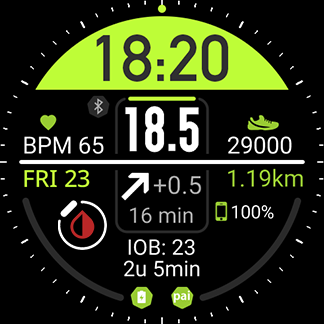 18:20
18.5
BPM 65
29000
FRI 23
+0.5
1.19km
16 min
100%
IOB: 23
2u 5min
pai